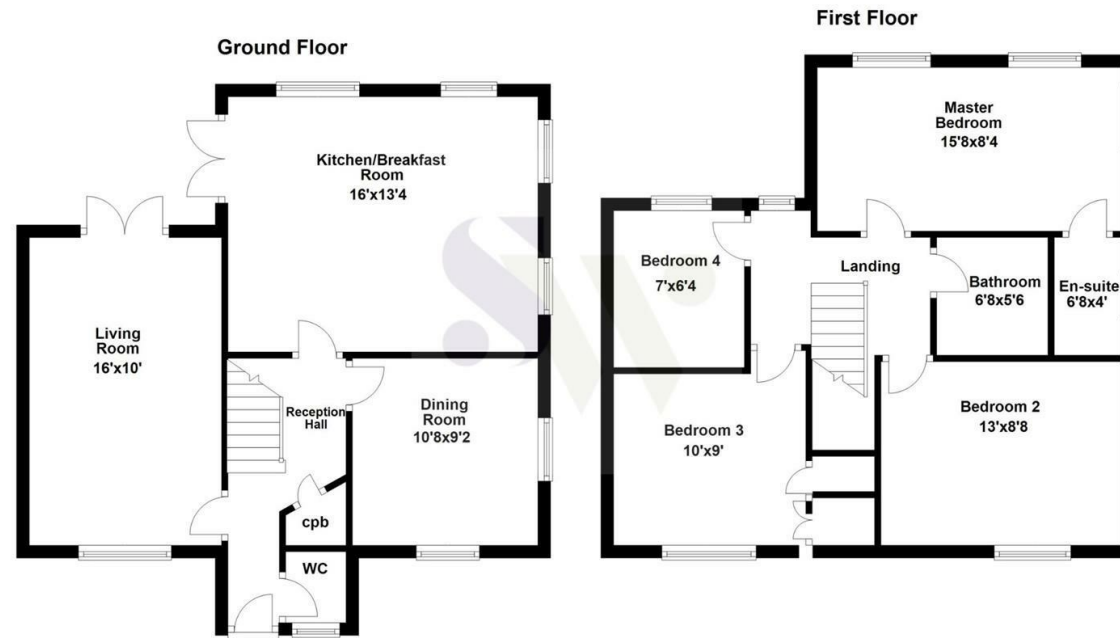 Ground Floor
Kitchen/Breakfast
Room
16'x13'4
Living
Room
16'x10'
Reception
Hall
Dining
Room
10'8x9'2
cpb
WC
First Floor
Master
Bedroom
15'8x8'4
Bedroom 4
7'x6'4
Landing
Bathroom
6'8x5'6
En-suite
6'8x4'
Bedroom 3
10'x9'
Bedroom 2
13'x8'8
SW